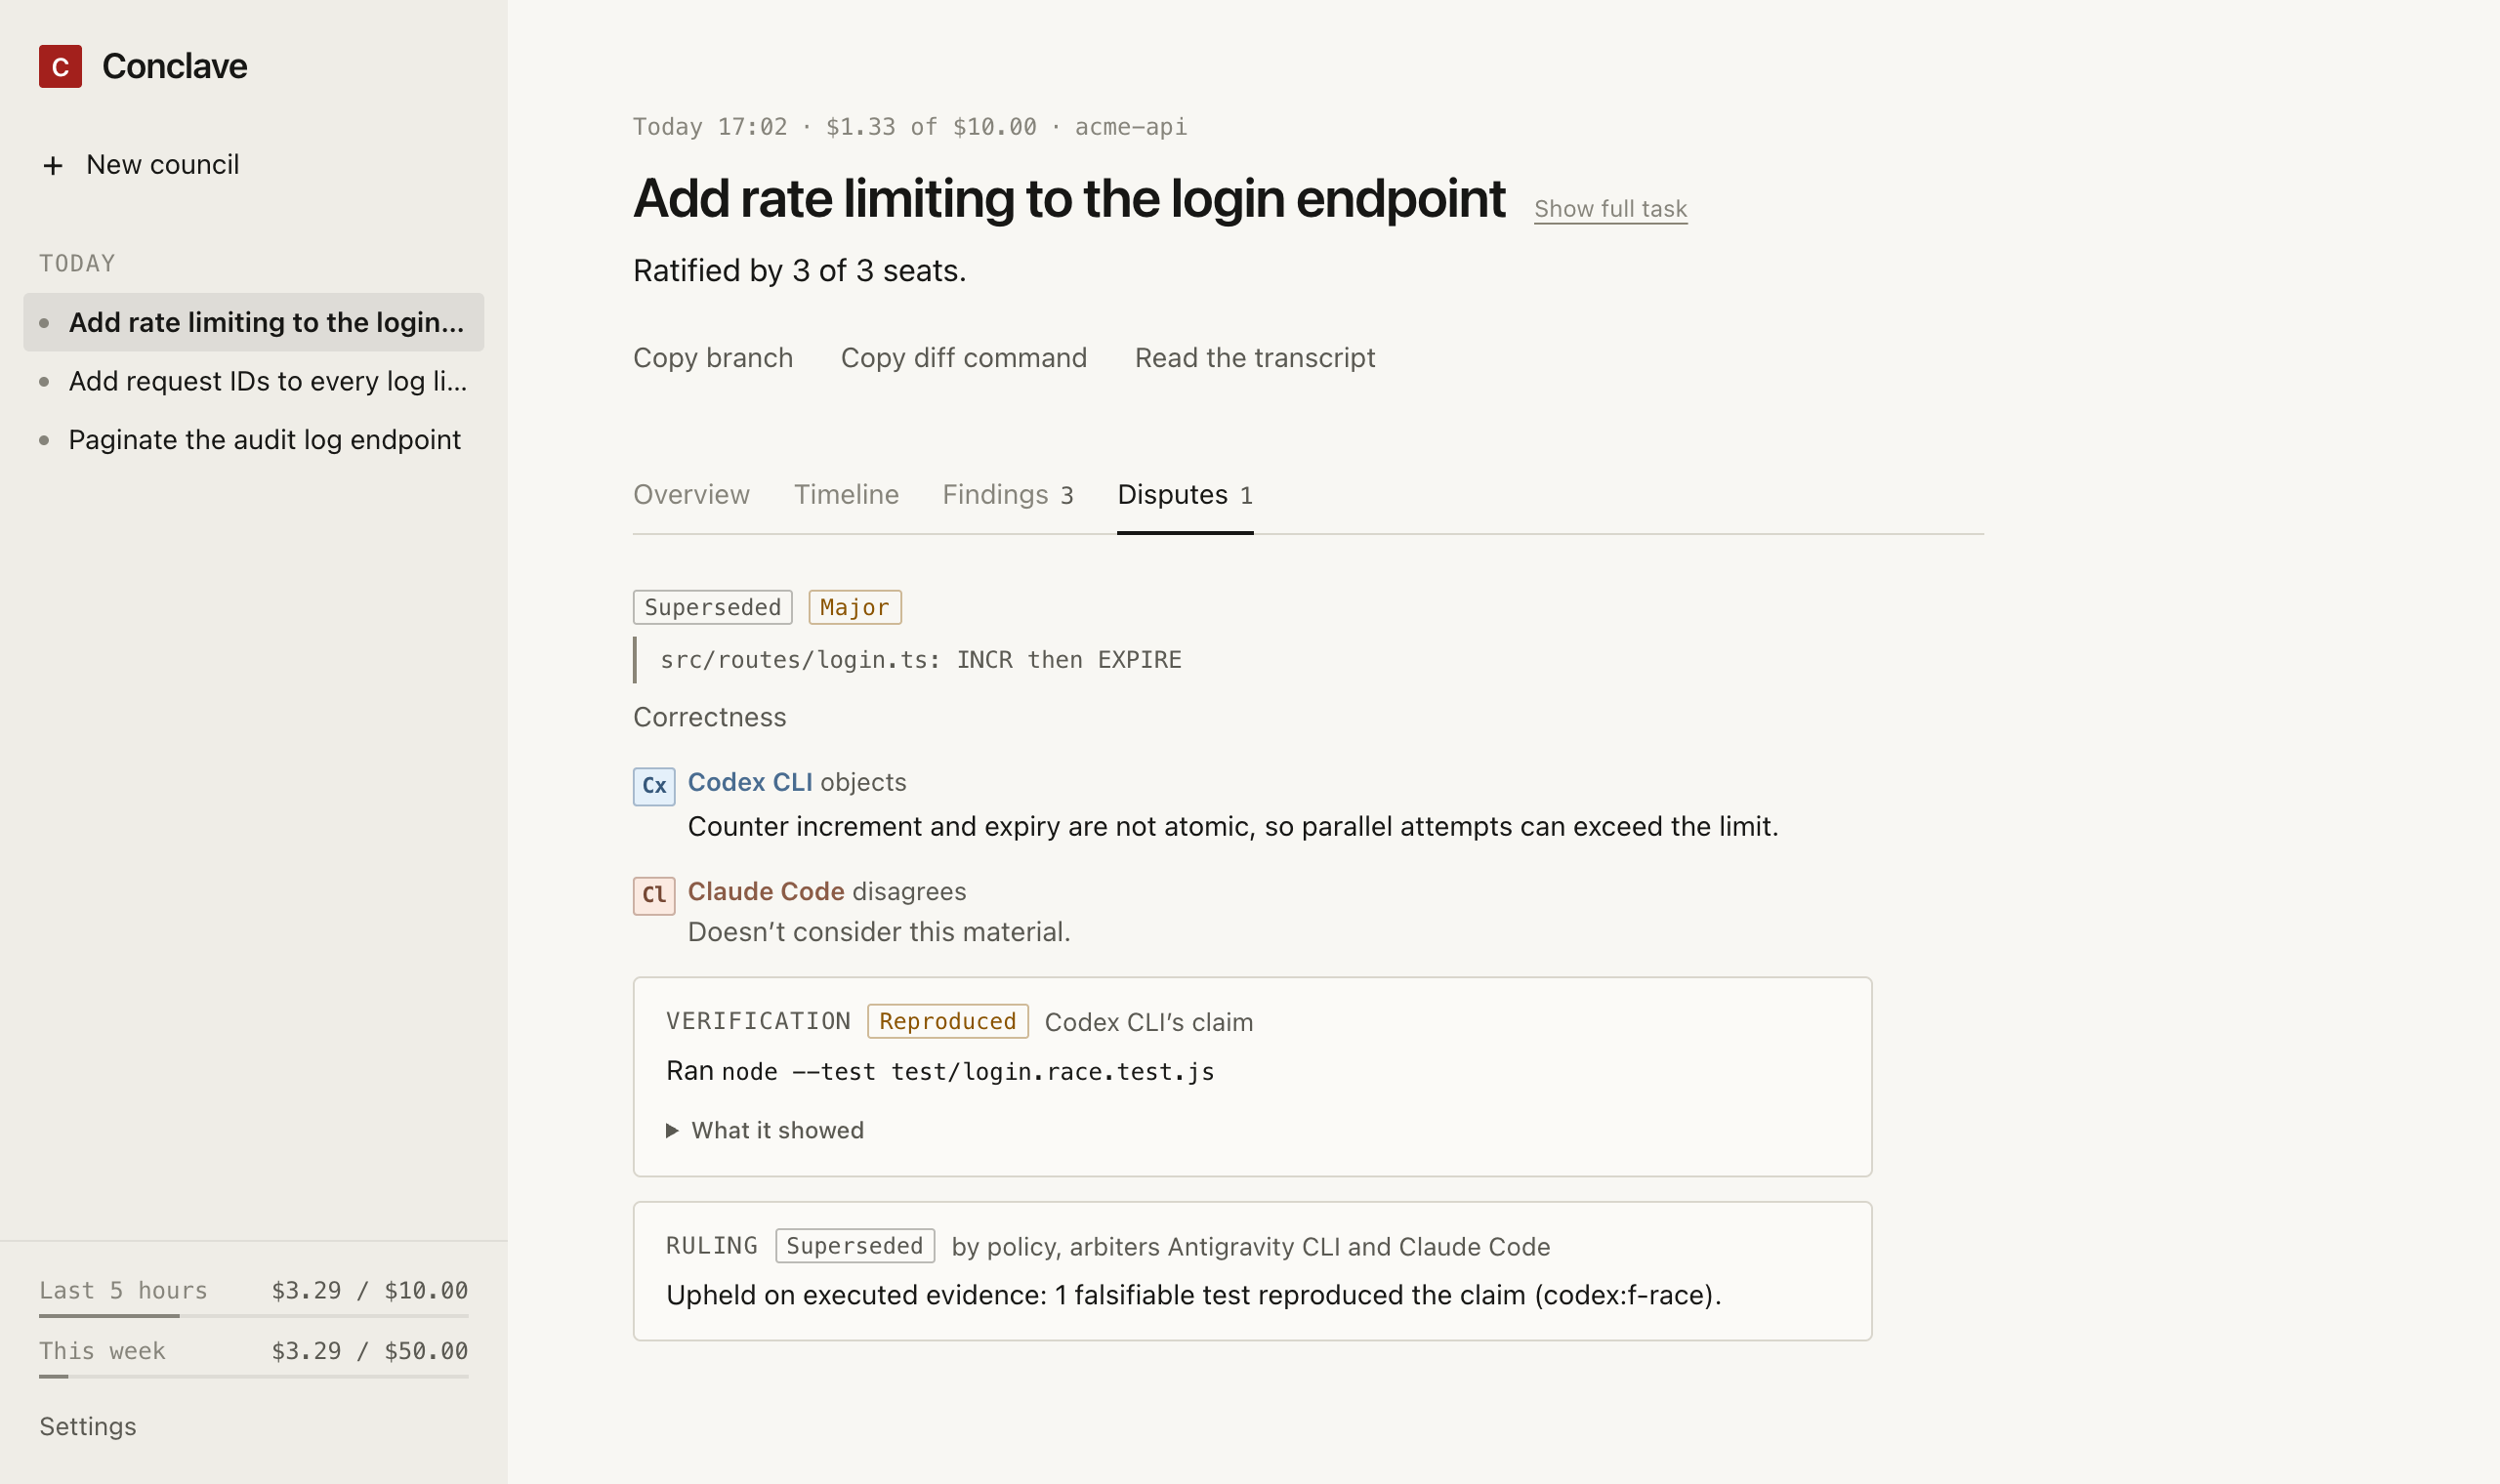 C Conclave
+ New council
TODAY
Add rate limiting to the login...
Add request IDs to every log li...
Paginate the audit log endpoint
Last 5 hours $3.29 / $10.00
This week $3.29 / $50.00
Settings
Today 17:02 · $1.33 of $10.00 · acme-api
Add rate limiting to the login endpoint Show full task
Ratified by 3 of 3 seats.
Copy branch Copy diff command Read the transcript
Overview Timeline Findings 3 Disputes 1
Superseded Major
src/routes/login.ts: INCR then EXPIRE
Correctness
Cx Codex CLI objects
Counter increment and expiry are not atomic, so parallel attempts can exceed the limit.
Cl Claude Code disagrees
Doesn’t consider this material.
VERIFICATION Reproduced Codex CLI’s claim
Ran node --test test/login.race.test.js
▶ What it showed
RULING Superseded by policy, arbiters Antigravity CLI and Claude Code
Upheld on executed evidence: 1 falsifiable test reproduced the claim (codex:f-race).